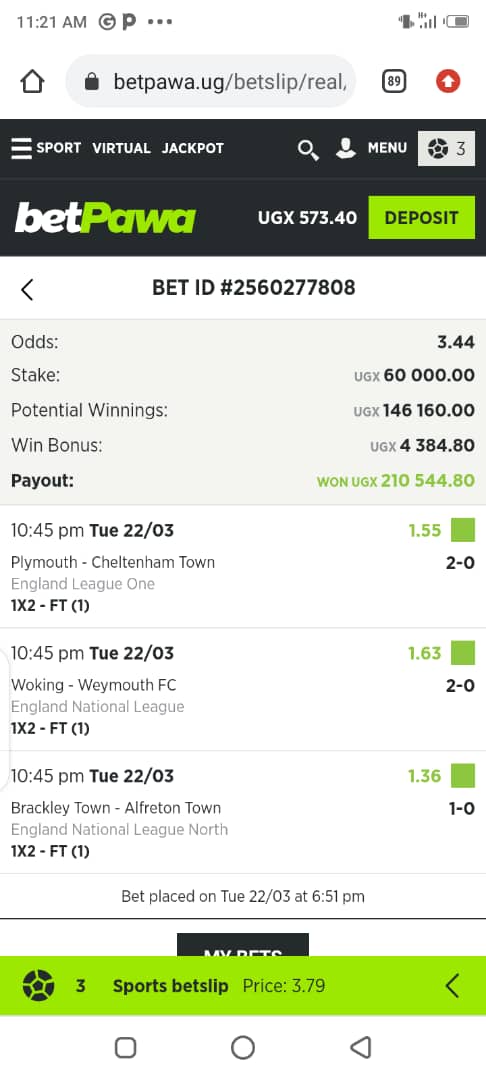 11:21 AM
89
betpawa.ug/betslip/real,
SPORT VIRTUAL JACKPOT MENU 3
betPawa UGX 573.40 DEPOSIT
BET ID #2560277808
Odds: 3.44
Stake: UGX 60 000.00
Potential Winnings: UGX 146 160.00
Win Bonus: UGX 4 384.80
Payout: WON UGX 210 544.80
10:45 pm Tue 22/03 1.55
Plymouth - Cheltenham Town 2-0
England League One
1X2 - FT (1)
10:45 pm Tue 22/03 1.63
Woking - Weymouth FC 2-0
England National League
1X2 - FT (1)
10:45 pm Tue 22/03 1.36
Brackley Town - Alfreton Town 1-0
England National League North
1X2 - FT (1)
Bet placed on Tue 22/03 at 6:51 pm
MY BETS
3 Sports betslip Price: 3.79